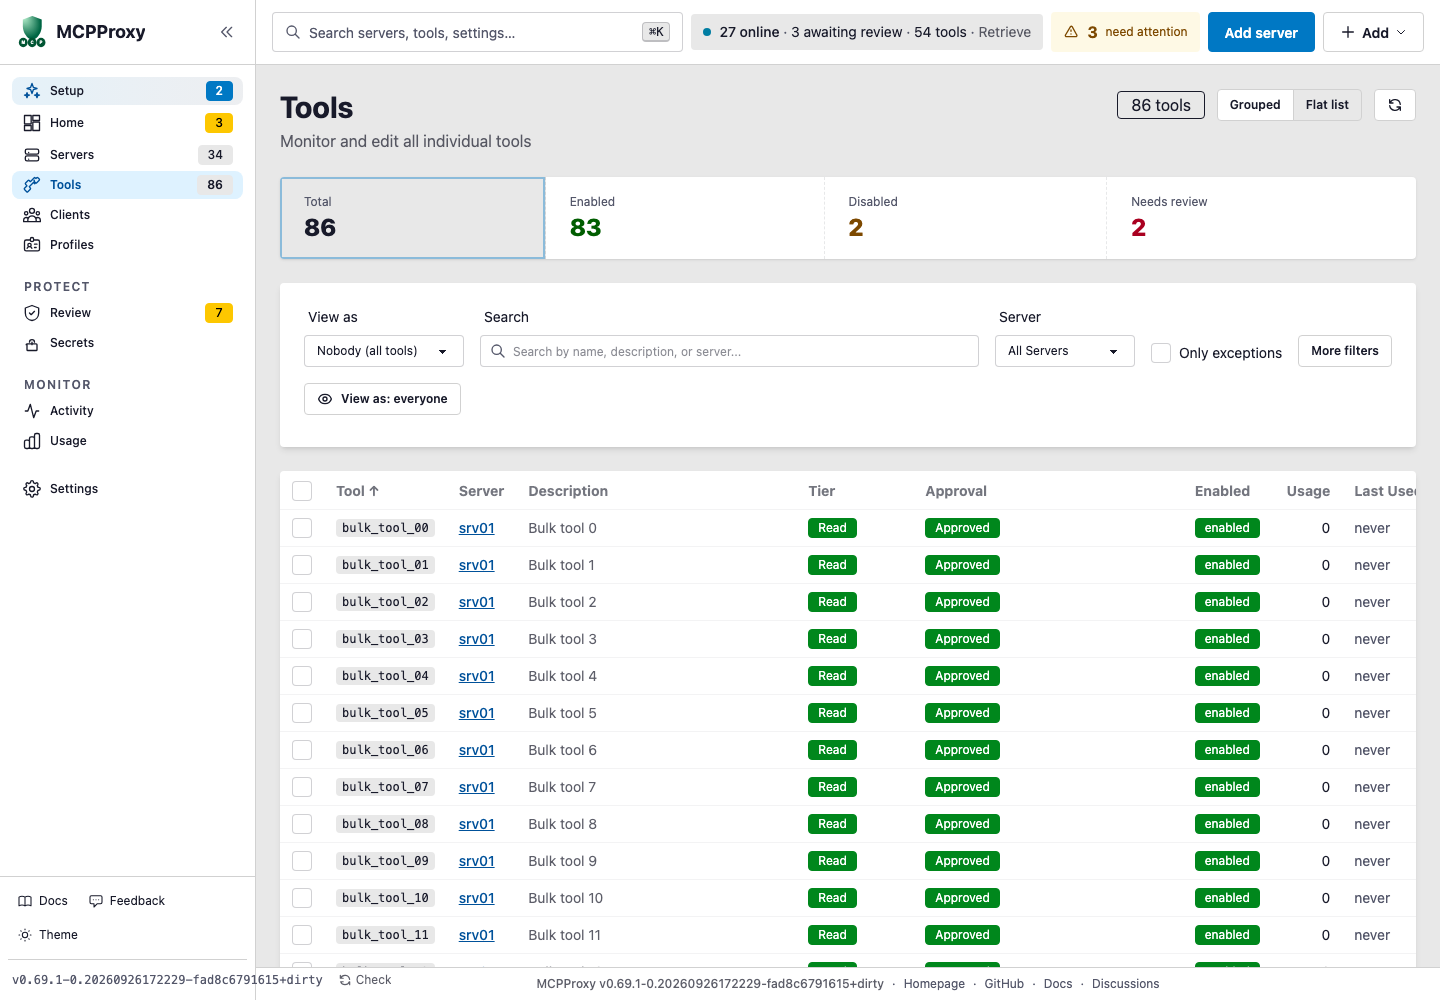 MCPProxy
Search servers, tools, settings... ⌘K
27 online · 3 awaiting review · 54 tools · Retrieve
3 need attention
Add server
+ Add
Setup 2
Home 3
Servers 34
Tools 86
Clients
Profiles
PROTECT
Review 7
Secrets
MONITOR
Activity
Usage
Settings
Docs Feedback
Theme
v0.69.1-0.20260926172229-fad8c6791615+dirty Check
Tools
Monitor and edit all individual tools
86 tools
Grouped Flat list
Total Enabled Disabled Needs review
86 83 2 2
View as Search Server
Nobody (all tools) Search by name, description, or server... All Servers Only exceptions More filters
View as: everyone
Tool ↑ Server Description Tier Approval Enabled Usage Last Used
bulk_tool_00 srv01 Bulk tool 0 Read Approved enabled 0 never
bulk_tool_01 srv01 Bulk tool 1 Read Approved enabled 0 never
bulk_tool_02 srv01 Bulk tool 2 Read Approved enabled 0 never
bulk_tool_03 srv01 Bulk tool 3 Read Approved enabled 0 never
bulk_tool_04 srv01 Bulk tool 4 Read Approved enabled 0 never
bulk_tool_05 srv01 Bulk tool 5 Read Approved enabled 0 never
bulk_tool_06 srv01 Bulk tool 6 Read Approved enabled 0 never
bulk_tool_07 srv01 Bulk tool 7 Read Approved enabled 0 never
bulk_tool_08 srv01 Bulk tool 8 Read Approved enabled 0 never
bulk_tool_09 srv01 Bulk tool 9 Read Approved enabled 0 never
bulk_tool_10 srv01 Bulk tool 10 Read Approved enabled 0 never
bulk_tool_11 srv01 Bulk tool 11 Read Approved enabled 0 never
MCPProxy v0.69.1-0.20260926172229-fad8c6791615+dirty · Homepage · GitHub · Docs · Discussions